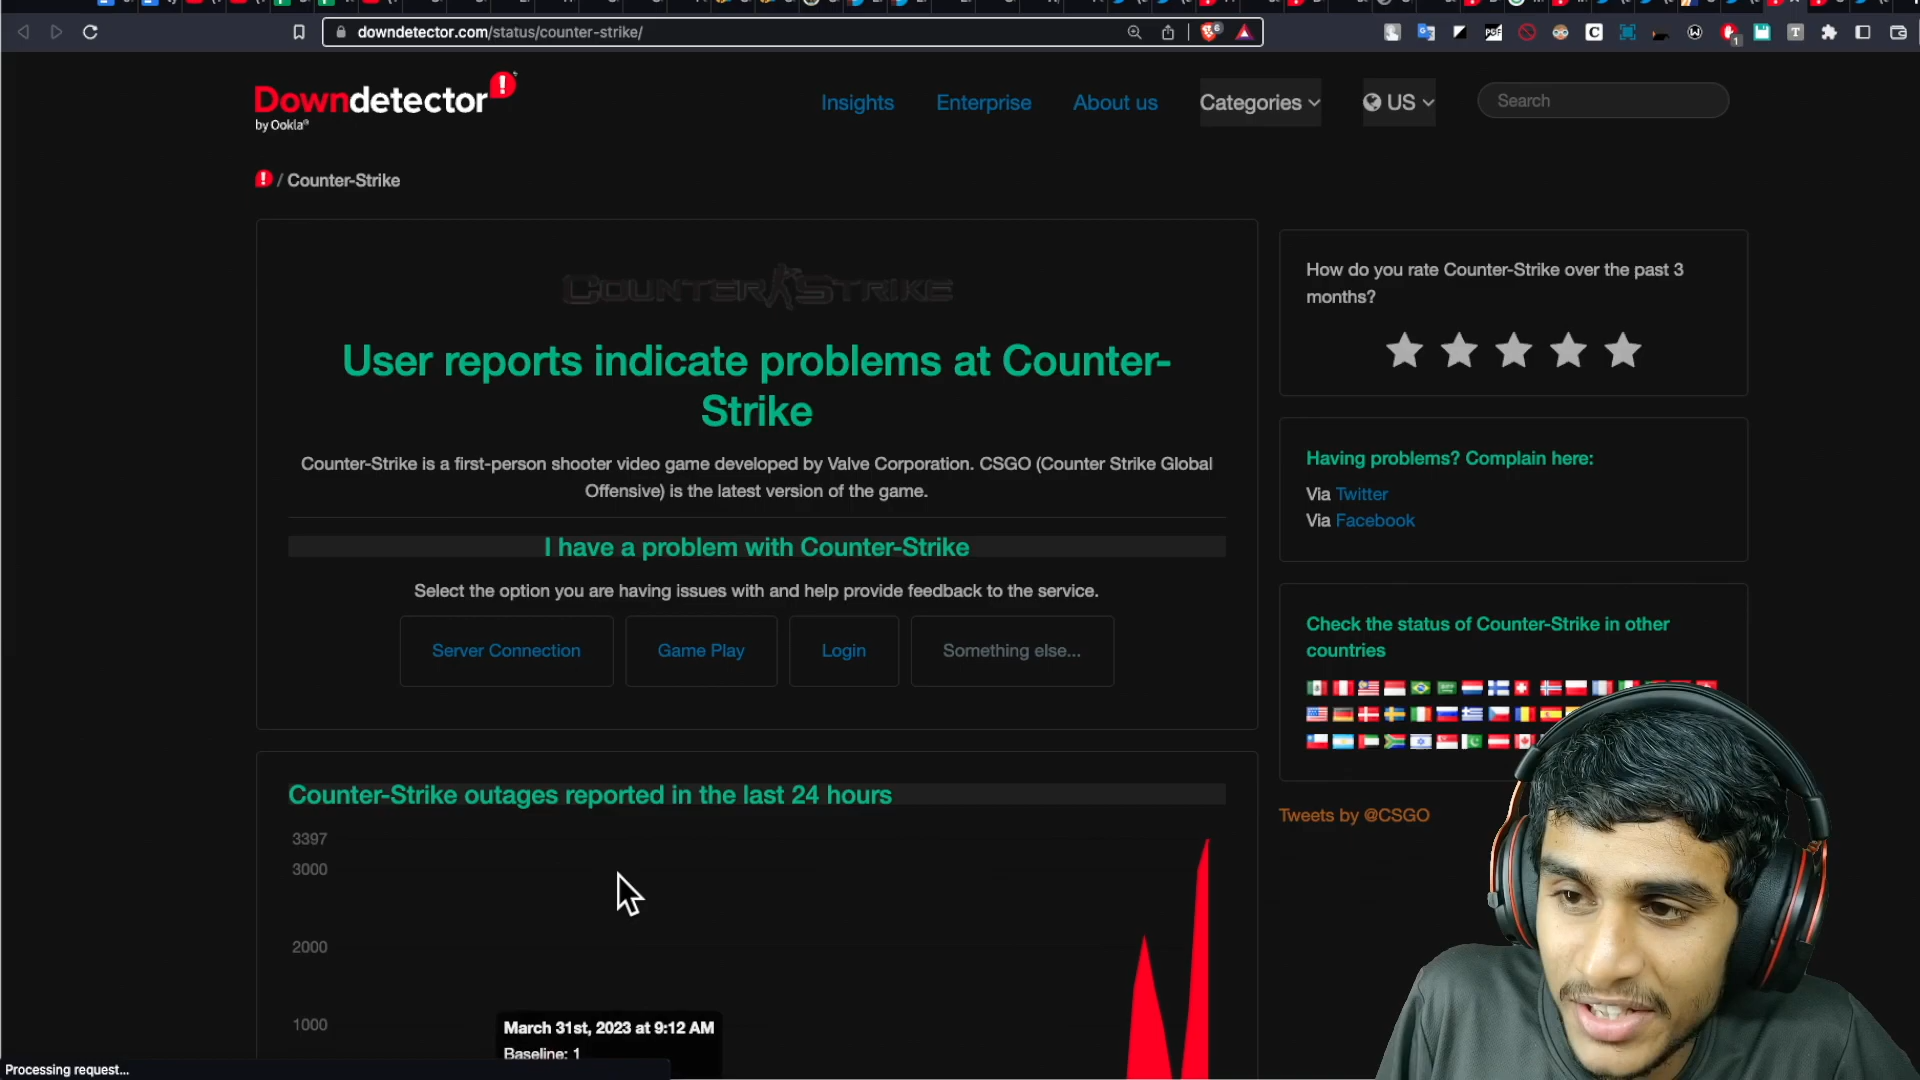 downdetector.com/status/counter-strike/
Downdetector
by Ookla
Insights
Enterprise
About us
Categories
US
Search
/ Counter-Strike
COUNTER STRIKE
User reports indicate problems at Counter-
Strike
Counter-Strike is a first-person shooter video game developed by Valve Corporation. CSGO (Counter Strike Global
Offensive) is the latest version of the game.
I have a problem with Counter-Strike
Select the option you are having issues with and help provide feedback to the service.
Server Connection
Game Play
Login
Something else...
Counter-Strike outages reported in the last 24 hours
3397
3000
2000
1000
March 31st, 2023 at 9:12 AM
Baseline: 1
How do you rate Counter-Strike over the past 3
months?
Having problems? Complain here:
Via Twitter
Via Facebook
Check the status of Counter-Strike in other
countries
Tweets by @CSGO
Processing request...